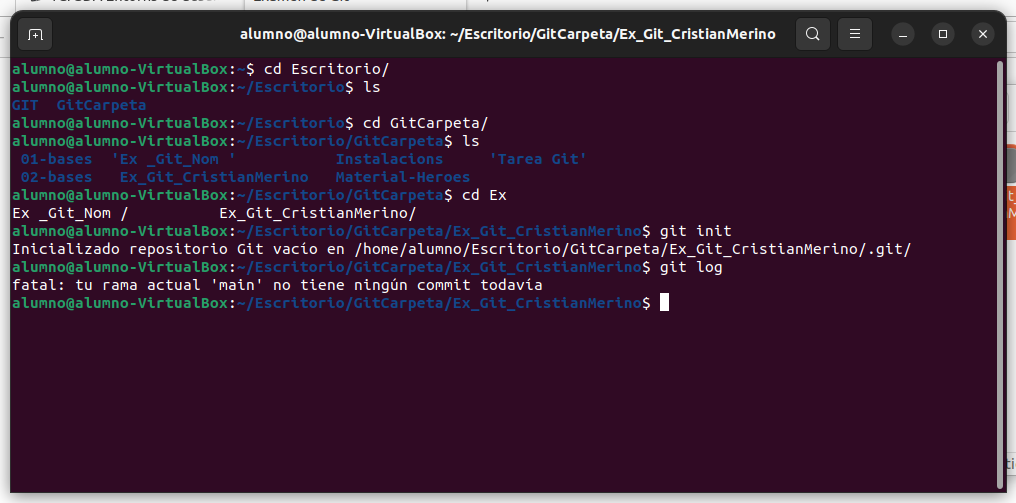 alumno@alumno-VirtualBox: ~/Escritorio/GitCarpeta/Ex_Git_CristianMerino
alumno@alumno-VirtualBox:~$ cd Escritorio/
alumno@alumno-VirtualBox:~/Escritorio$ ls
GIT  GitCarpeta
alumno@alumno-VirtualBox:~/Escritorio$ cd GitCarpeta/
alumno@alumno-VirtualBox:~/Escritorio/GitCarpeta$ ls
 01-bases  'Ex _Git_Nom '           Instalacions     'Tarea Git'
 02-bases   Ex_Git_CristianMerino   Material-Heroes
alumno@alumno-VirtualBox:~/Escritorio/GitCarpeta$ cd Ex
Ex _Git_Nom /          Ex_Git_CristianMerino/
alumno@alumno-VirtualBox:~/Escritorio/GitCarpeta/Ex_Git_CristianMerino$ git init
Inicializado repositorio Git vacío en /home/alumno/Escritorio/GitCarpeta/Ex_Git_CristianMerino/.git/
alumno@alumno-VirtualBox:~/Escritorio/GitCarpeta/Ex_Git_CristianMerino$ git log
fatal: tu rama actual 'main' no tiene ningún commit todavía
alumno@alumno-VirtualBox:~/Escritorio/GitCarpeta/Ex_Git_CristianMerino$